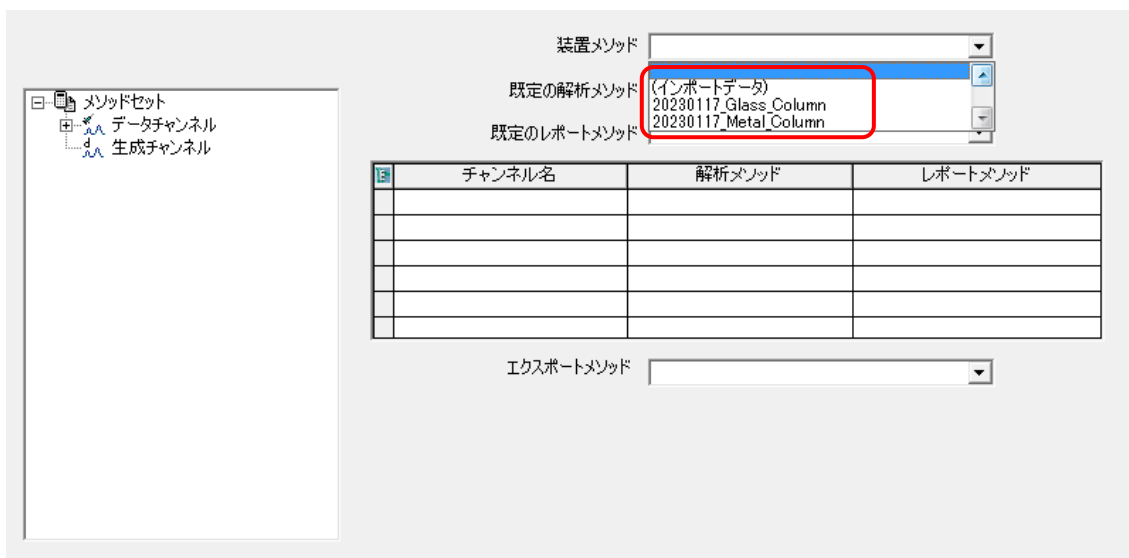 装置メソッド
既定の解析メソッド
(インポートデータ)
20230117_Glass_Column
20230117_Metal_Column
既定のレポートメソッド
メソッドセット
データチャンネル
生成チャンネル
チャンネル名 解析メソッド レポートメソッド
エクスポートメソッド